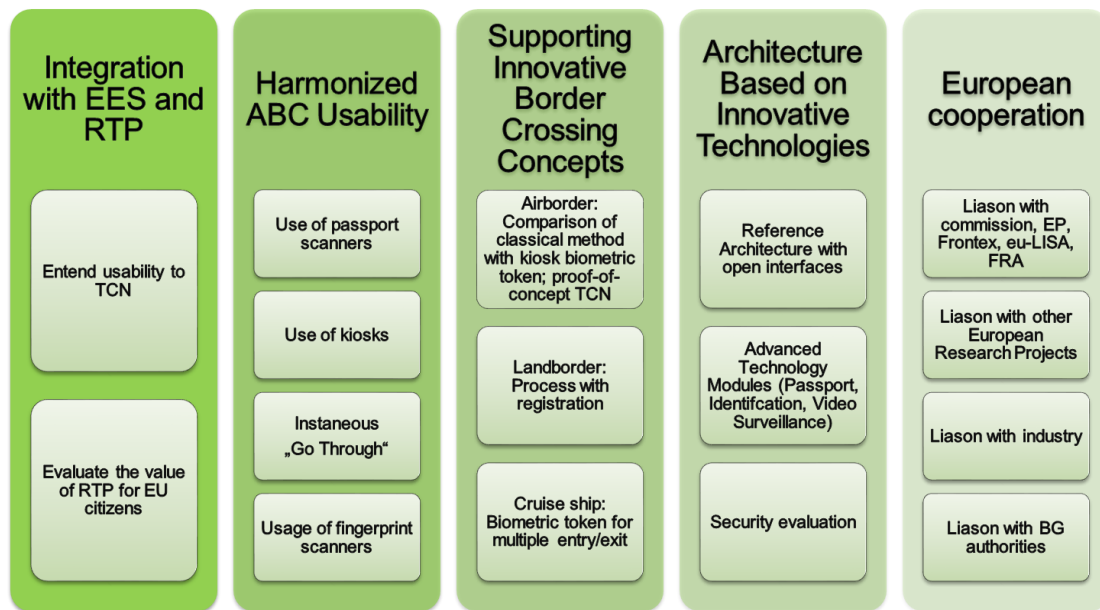 Integration
with EES and
RTP
Entend usability to
TCN
Evaluate the value
of RTP for EU
citizens
Harmonized
ABC Usability
Use of passport
scanners
Use of kiosks
Instaneous
„Go Through“
Usage of fingerprint
scanners
Supporting
Innovative
Border
Crossing
Concepts
Airborder:
Comparison of
classical method
with kiosk biometric
token; proof-of-
concept TCN
Landborder:
Process with
registration
Cruise ship:
Biometric token for
multiple entry/exit
Architecture
Based on
Innovative
Technologies
Reference
Architecture with
open interfaces
Advanced
Technology
Modules (Passport,
Identifcation, Video
Surveillance)
Security evaluation
European
cooperation
Liason with
commission, EP,
Frontex, eu-LISA,
FRA
Liason with other
European
Research Projects
Liason with industry
Liason with BG
authorities